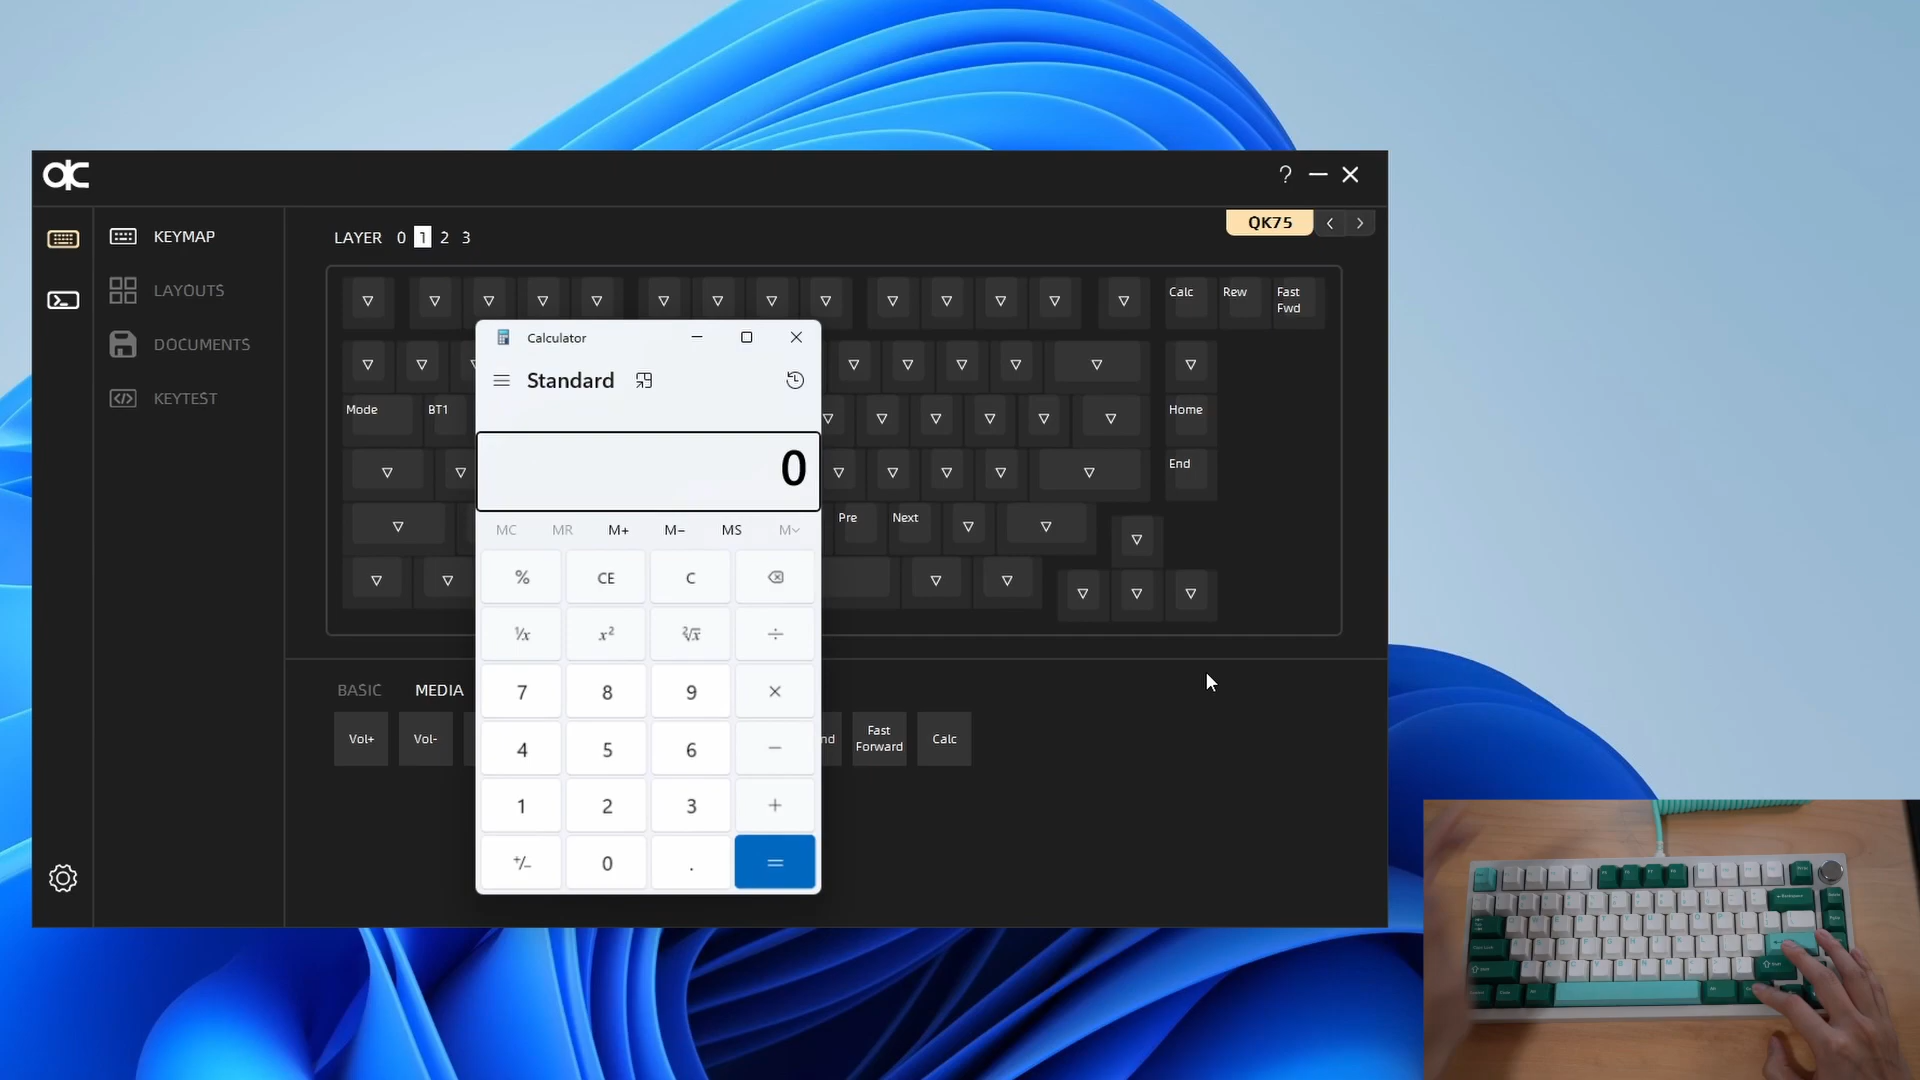 QK
?
LAYER 0 1 2 3
QK75
KEYMAP
LAYOUTS
DOCUMENTS
KEYTEST
Calc Rew Fast Fwd
Mode BT1
Home
End
Pre Next
Calculator
Standard
0
MC MR M+ M− MS M
% CE C
¹/x x² ²√x ÷
7 8 9 ×
4 5 6 −
1 2 3 +
+/− 0 . =
BASIC MEDIA
Vol+ Vol- nd Fast Forward Calc